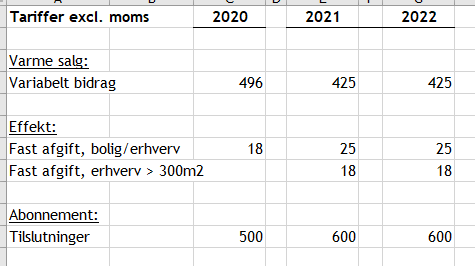 Tariffer excl. moms 2020 2021 2022
Varme salg:
Variabelt bidrag 496 425 425
Effekt:
Fast afgift, bolig/erhverv 18 25 25
Fast afgift, erhverv > 300m2 18 18
Abonnement:
Tilslutninger 500 600 600